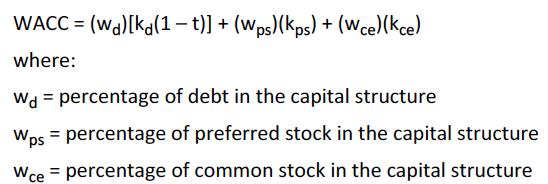 WACC = (wd)[kd(1 – t)] + (wps)(kps) + (wce)(kce)
where:
wd = percentage of debt in the capital structure
wps = percentage of preferred stock in the capital structure
wce = percentage of common stock in the capital structure